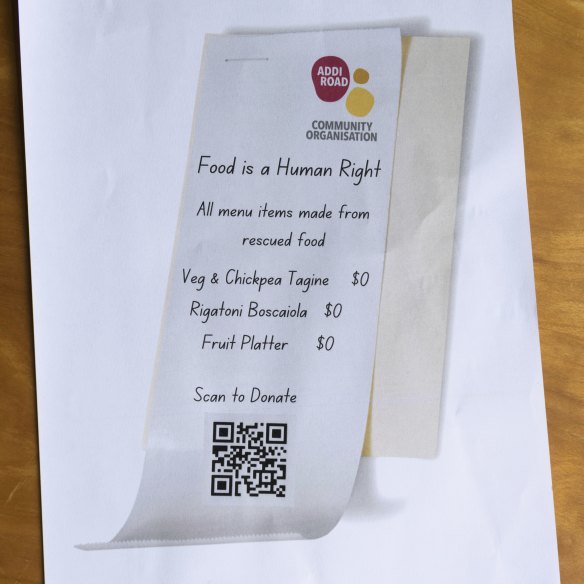 ADDI
ROAD
COMMUNITY
ORGANISATION
Food is a Human Right
All menu items made from
rescued food
Veg & Chickpea Tagine $0
Rigatoni Boscaiola $0
Fruit Platter $0
Scan to Donate